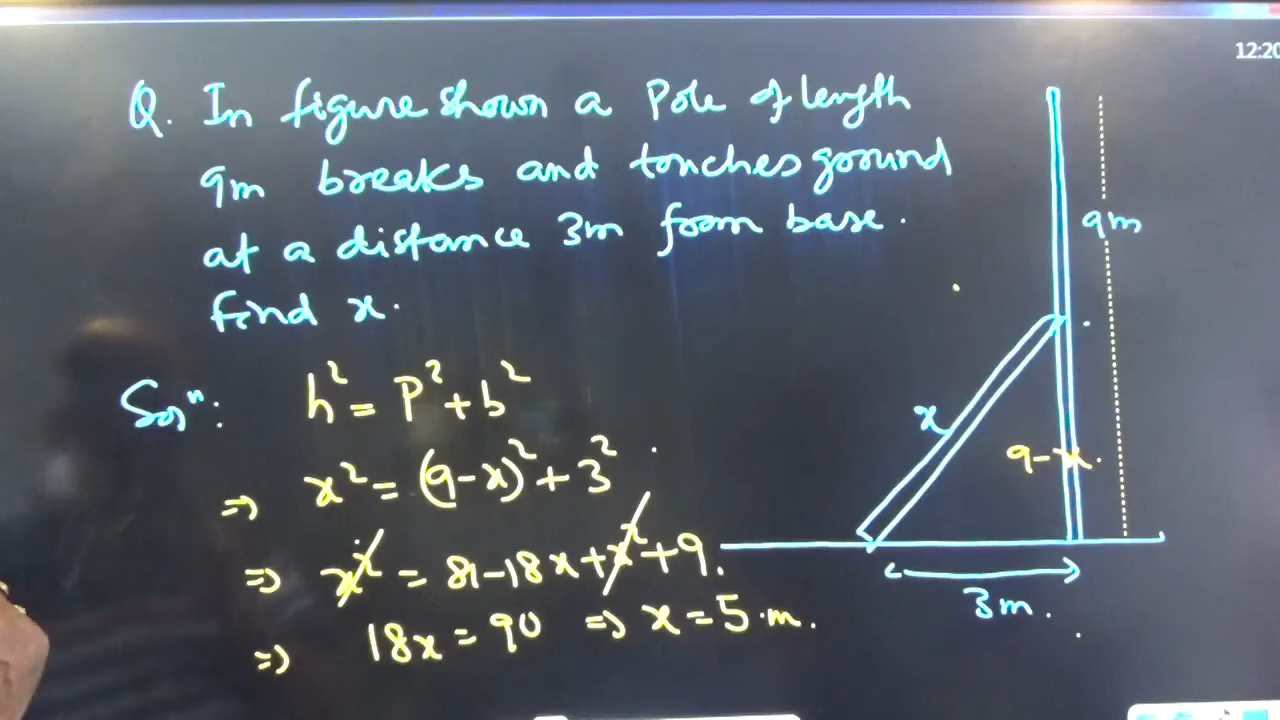 12:20
Q. In figure shown a Pole of length
9m breaks and touches ground
at a distance 3m from base.
find x.
Solⁿ: h² = P² + b²
=> x² = (9-x)² + 3²
=> x² = 81-18x+x²+9.
=> 18x = 90 => x = 5.m.
9m
x
9-x
3m.